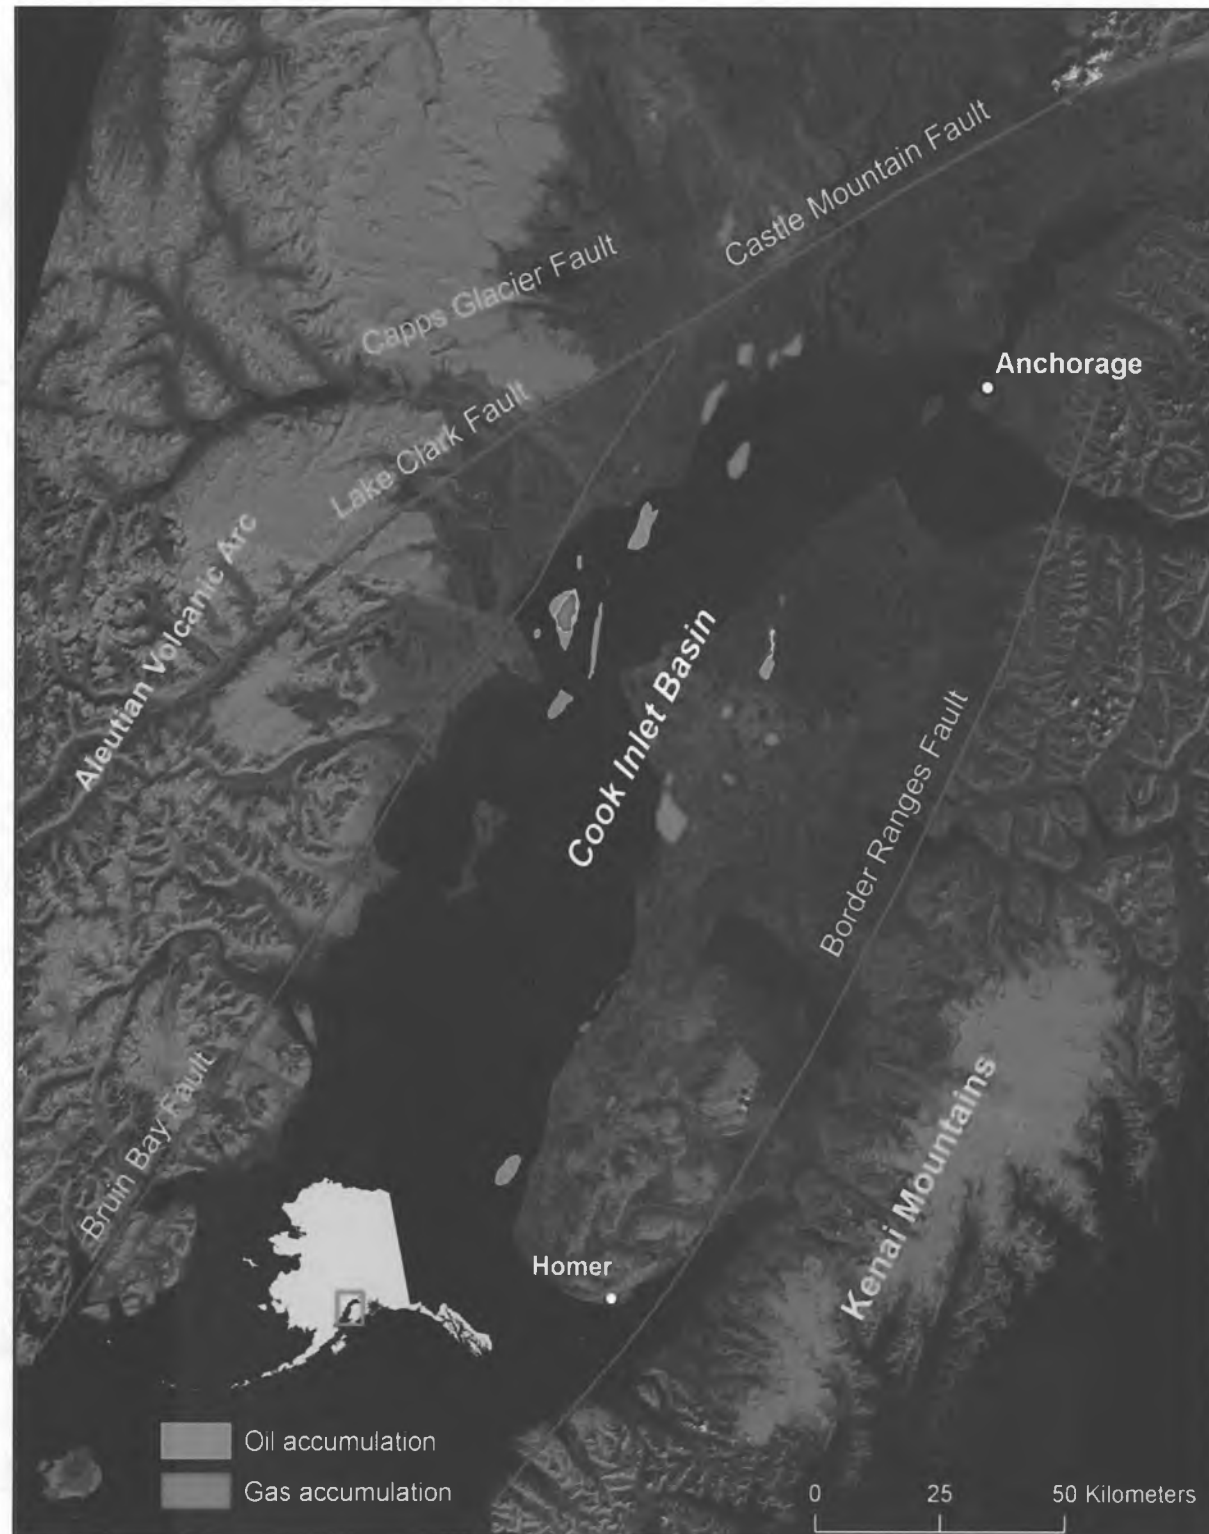 Castle Mountain Fault
Capps Glacier Fault
Anchorage
Lake Clark Fault
Aleutian Volcanic Arc
Cook Inlet Basin
Border Ranges Fault
Bruin Bay Fault
Kenai Mountains
Homer
Oil accumulation
Gas accumulation
0 25 50 Kilometers